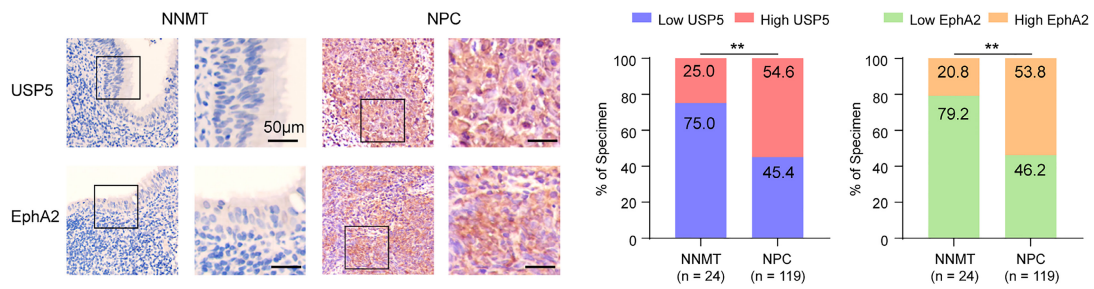 NNMT NPC
USP5
50μm
EphA2
Low USP5 High USP5
% of Specimen
100
80
60
40
20
0
**
25.0 54.6
75.0
45.4
NNMT NPC
(n = 24) (n = 119)
Low EphA2 High EphA2
% of Specimen
100
80
60
40
20
0
**
20.8 53.8
79.2
46.2
NNMT NPC
(n = 24) (n = 119)